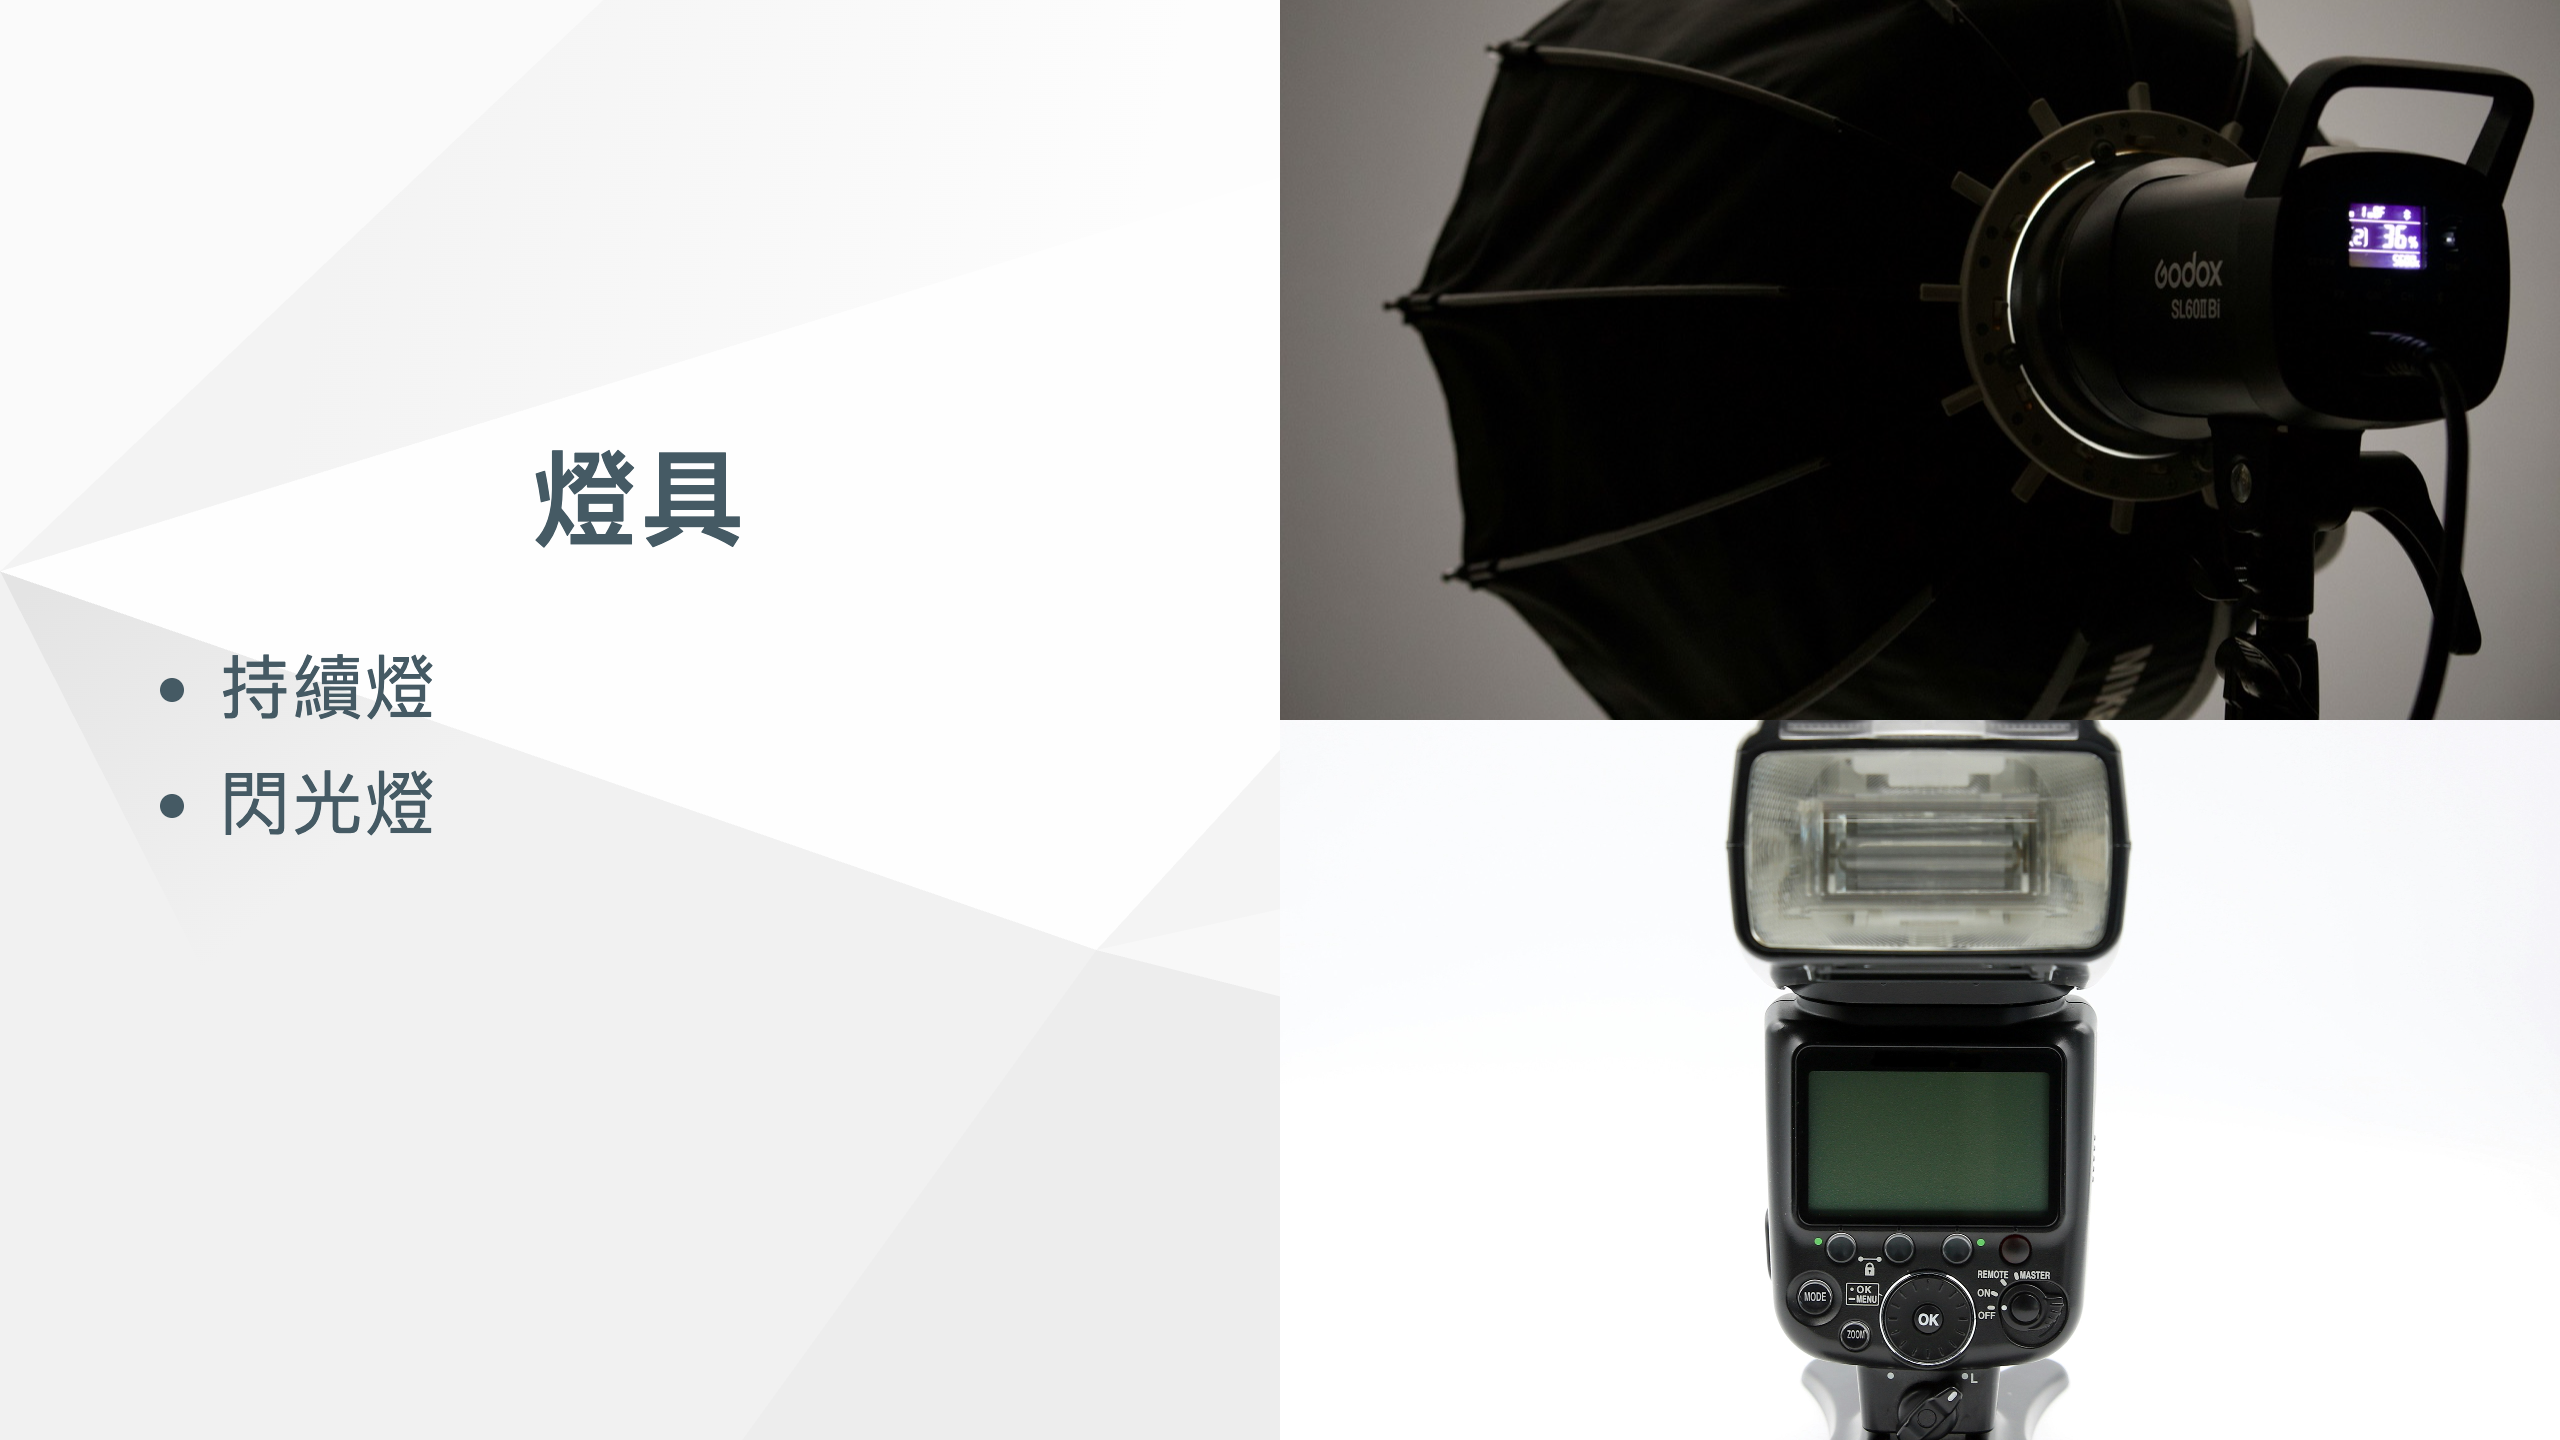 燈具
持續燈
閃光燈
Godox
SL60IIBi
36%
REMOTE MASTER
ON
OFF
MODE
OK
MENU
ZOOM
OK
L